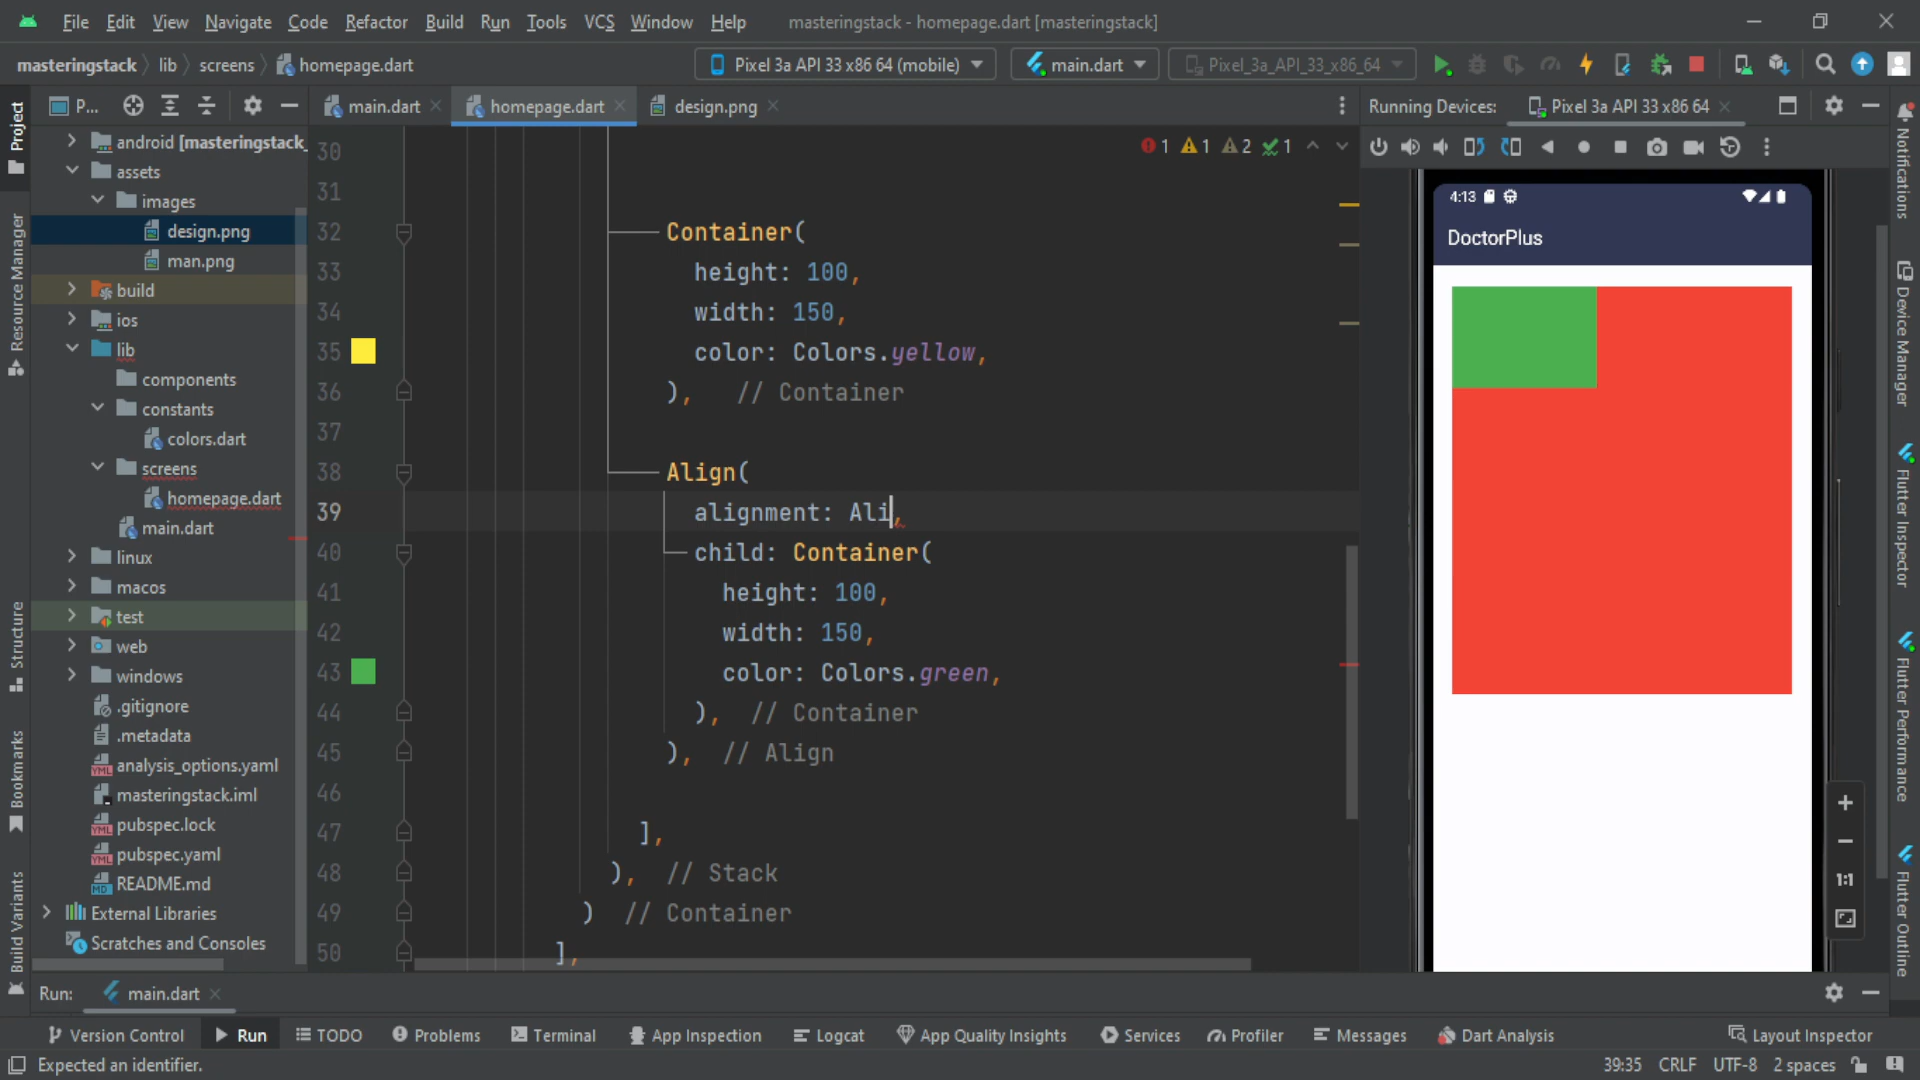 File Edit View Navigate Code Refactor Build Run Tools VCS Window Help masteringstack - homepage.dart [masteringstack]
masteringstack lib screens homepage.dart Pixel 3a API 33 x86 64 (mobile) main.dart Pixel_3a_API_33_x86_64
P... main.dart homepage.dart design.png Running Devices: Pixel 3a API 33 x86 64
Project
Resource Manager
Structure
Bookmarks
Build Variants
android [masteringstack_
assets
images
design.png
man.png
build
ios
lib
components
constants
colors.dart
screens
homepage.dart
main.dart
linux
macos
test
web
windows
.gitignore
.metadata
analysis_options.yaml
masteringstack.iml
pubspec.lock
pubspec.yaml
README.md
External Libraries
Scratches and Consoles
1 1 2 1
30
31
32 Container(
33 height: 100,
34 width: 150,
35 color: Colors.yellow,
36 ), // Container
37
38 Align(
39 alignment: Ali,
40 child: Container(
41 height: 100,
42 width: 150,
43 color: Colors.green,
44 ), // Container
45 ), // Align
46
47 ],
48 ), // Stack
49 ) // Container
50 ],
4:13
DoctorPlus
1:1
Notifications
Device Manager
Flutter Inspector
Flutter Performance
Flutter Outline
Run: main.dart
Version Control Run TODO Problems Terminal App Inspection Logcat App Quality Insights Services Profiler Messages Dart Analysis Layout Inspector
Expected an identifier. 39:35 CRLF UTF-8 2 spaces